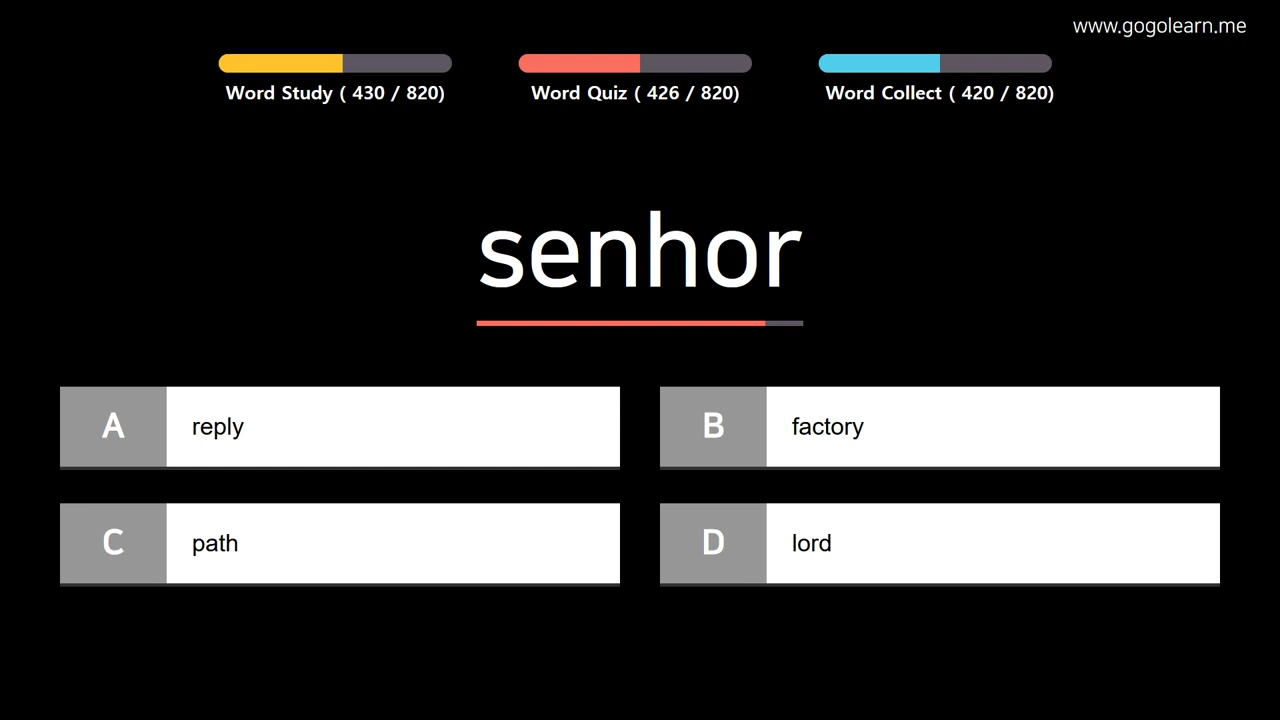 www.gogolearn.me
Word Study ( 430 / 820)
Word Quiz ( 426 / 820)
Word Collect ( 420 / 820)
senhor
A reply
B factory
C path
D lord